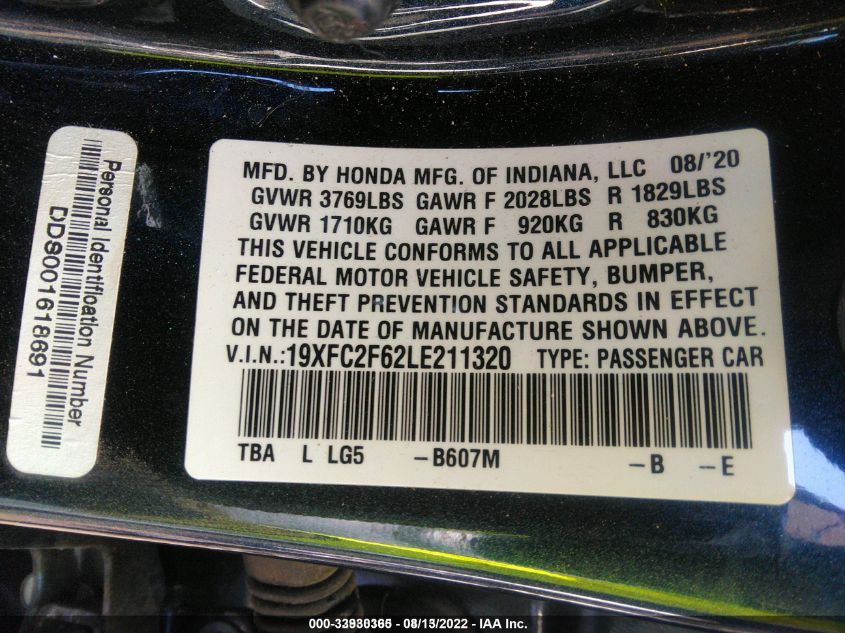 MFD. BY HONDA MFG. OF INDIANA, LLC 08/'20
GVWR 3769LBS GAWR F 2028LBS R 1829LBS
GVWR 1710KG GAWR F 920KG R 830KG
THIS VEHICLE CONFORMS TO ALL APPLICABLE
FEDERAL MOTOR VEHICLE SAFETY, BUMPER,
AND THEFT PREVENTION STANDARDS IN EFFECT
ON THE DATE OF MANUFACTURE SHOWN ABOVE.
V.I.N.:19XFC2F62LE211320 TYPE: PASSENGER CAR
TBA L LG5 -B607M -B -E
Personal Identification Number
DDS001618691
08/13/2022 - IAA Inc.